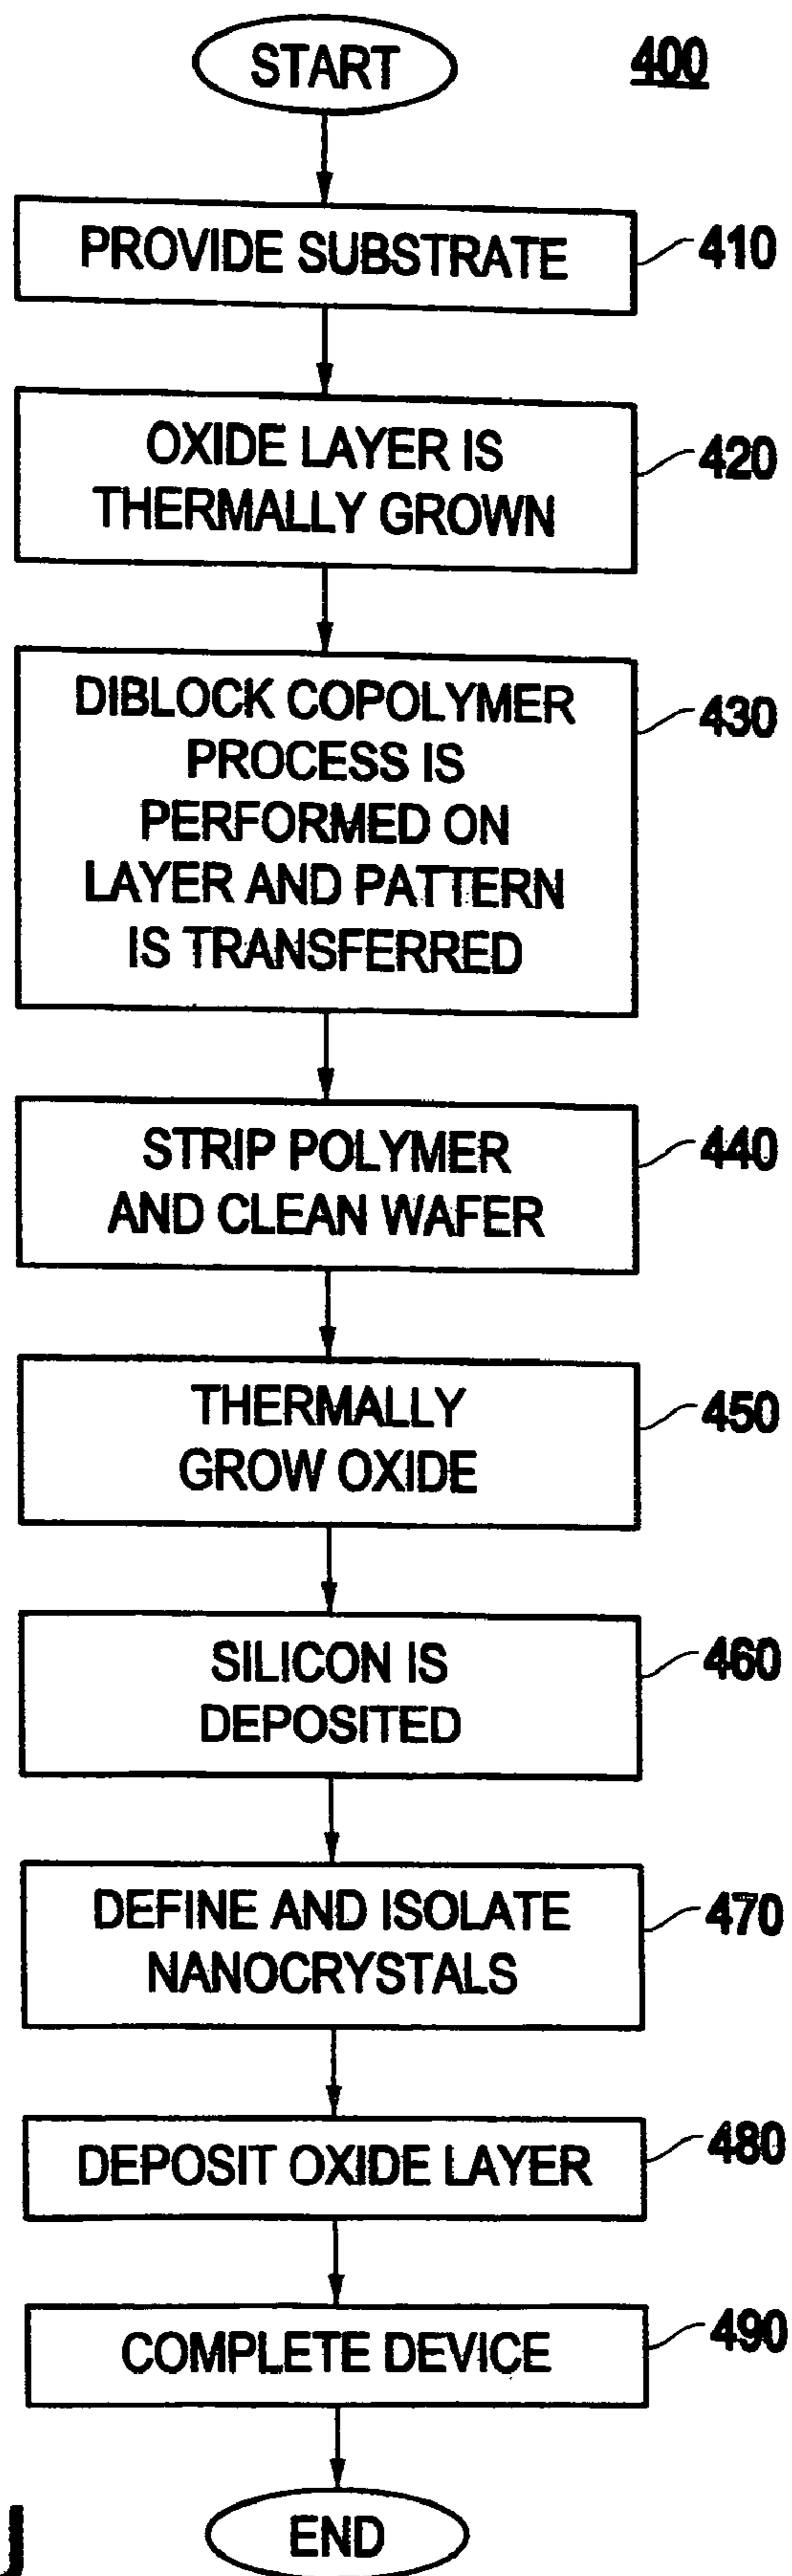 START
400
PROVIDE SUBSTRATE
410
OXIDE LAYER IS
THERMALLY GROWN
420
DIBLOCK COPOLYMER
PROCESS IS
PERFORMED ON
LAYER AND PATTERN
IS TRANSFERRED
430
STRIP POLYMER
AND CLEAN WAFER
440
THERMALLY
GROW OXIDE
450
SILICON IS
DEPOSITED
460
DEFINE AND ISOLATE
NANOCRYSTALS
470
DEPOSIT OXIDE LAYER
480
COMPLETE DEVICE
490
END